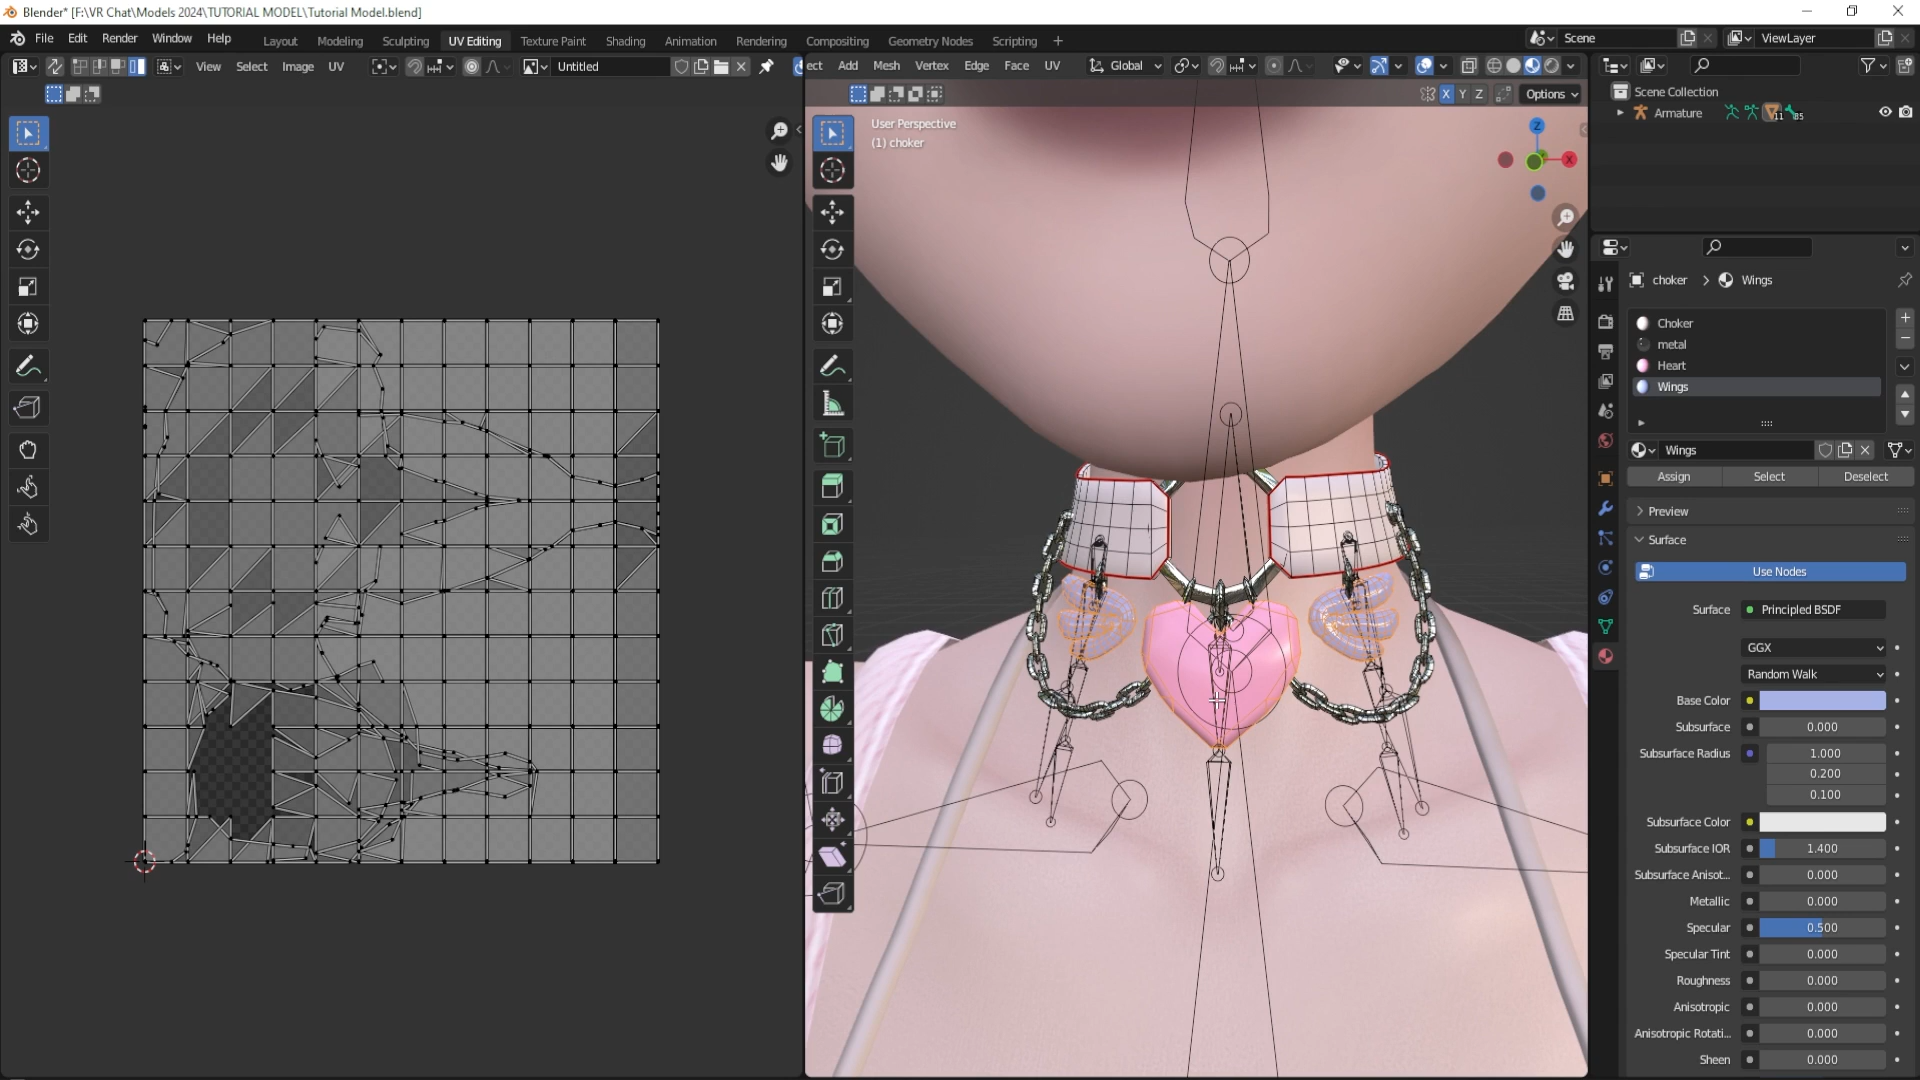 Blender* [F:\VR Chat\Models 2024\TUTORIAL MODEL\Tutorial Model.blend]
File Edit Render Window Help Layout Modeling Sculpting UV Editing Texture Paint Shading Animation Rendering Compositing Geometry Nodes Scripting + Scene ViewLayer
View Select Image UV Untitled ect Add Mesh Vertex Edge Face UV Global
X Y Z Options
User Perspective
(1) choker
Z
X
Scene Collection
Armature 11 85
choker > Wings
Choker
metal
Heart
Wings
Wings
Assign Select Deselect
Preview
Surface
Use Nodes
Surface Principled BSDF
GGX
Random Walk
Base Color
Subsurface 0.000
Subsurface Radius 1.000
0.200
0.100
Subsurface Color
Subsurface IOR 1.400
Subsurface Anisot... 0.000
Metallic 0.000
Specular 0.500
Specular Tint 0.000
Roughness 0.000
Anisotropic 0.000
Anisotropic Rotati... 0.000
Sheen 0.000